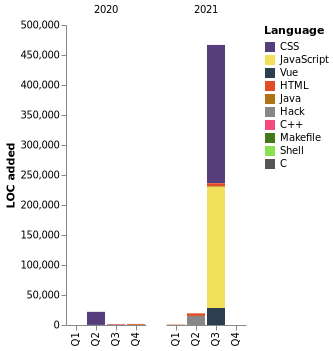 2020 2021
Language
CSS
JavaScript
Vue
HTML
Java
Hack
C++
Makefile
Shell
C
LOC added
500,000
450,000
400,000
350,000
300,000
250,000
200,000
150,000
100,000
50,000
0
Q1 Q2 Q3 Q4 Q1 Q2 Q3 Q4